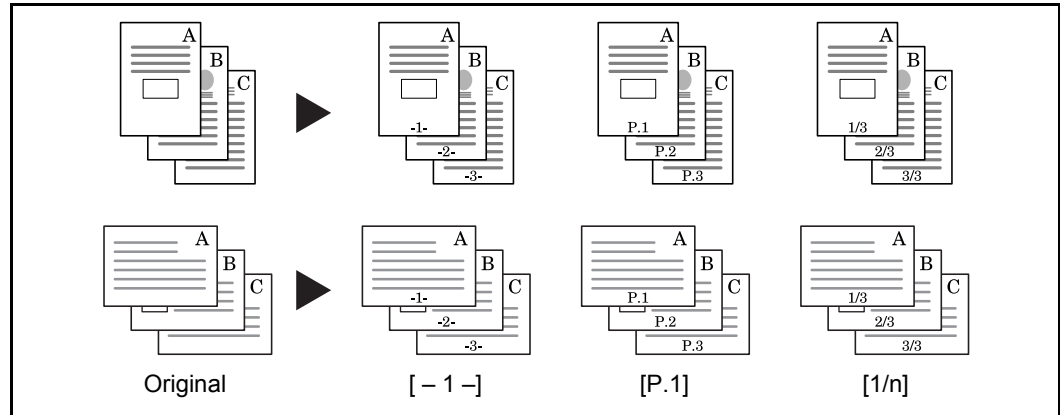 A B C
A B C -1- -2- -3-
A B C P.1 P.2 P.3
A B C 1/3 2/3 3/3
A B C
A B C -1- -2- -3-
A B C P.1 P.2 P.3
A B C 1/3 2/3 3/3
Original [ – 1 –] [P.1] [1/n]